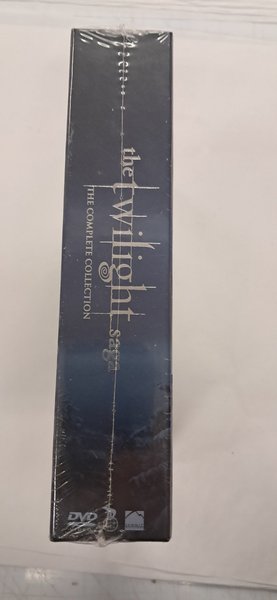 the twilight saga
THE COMPLETE COLLECTION
DVD